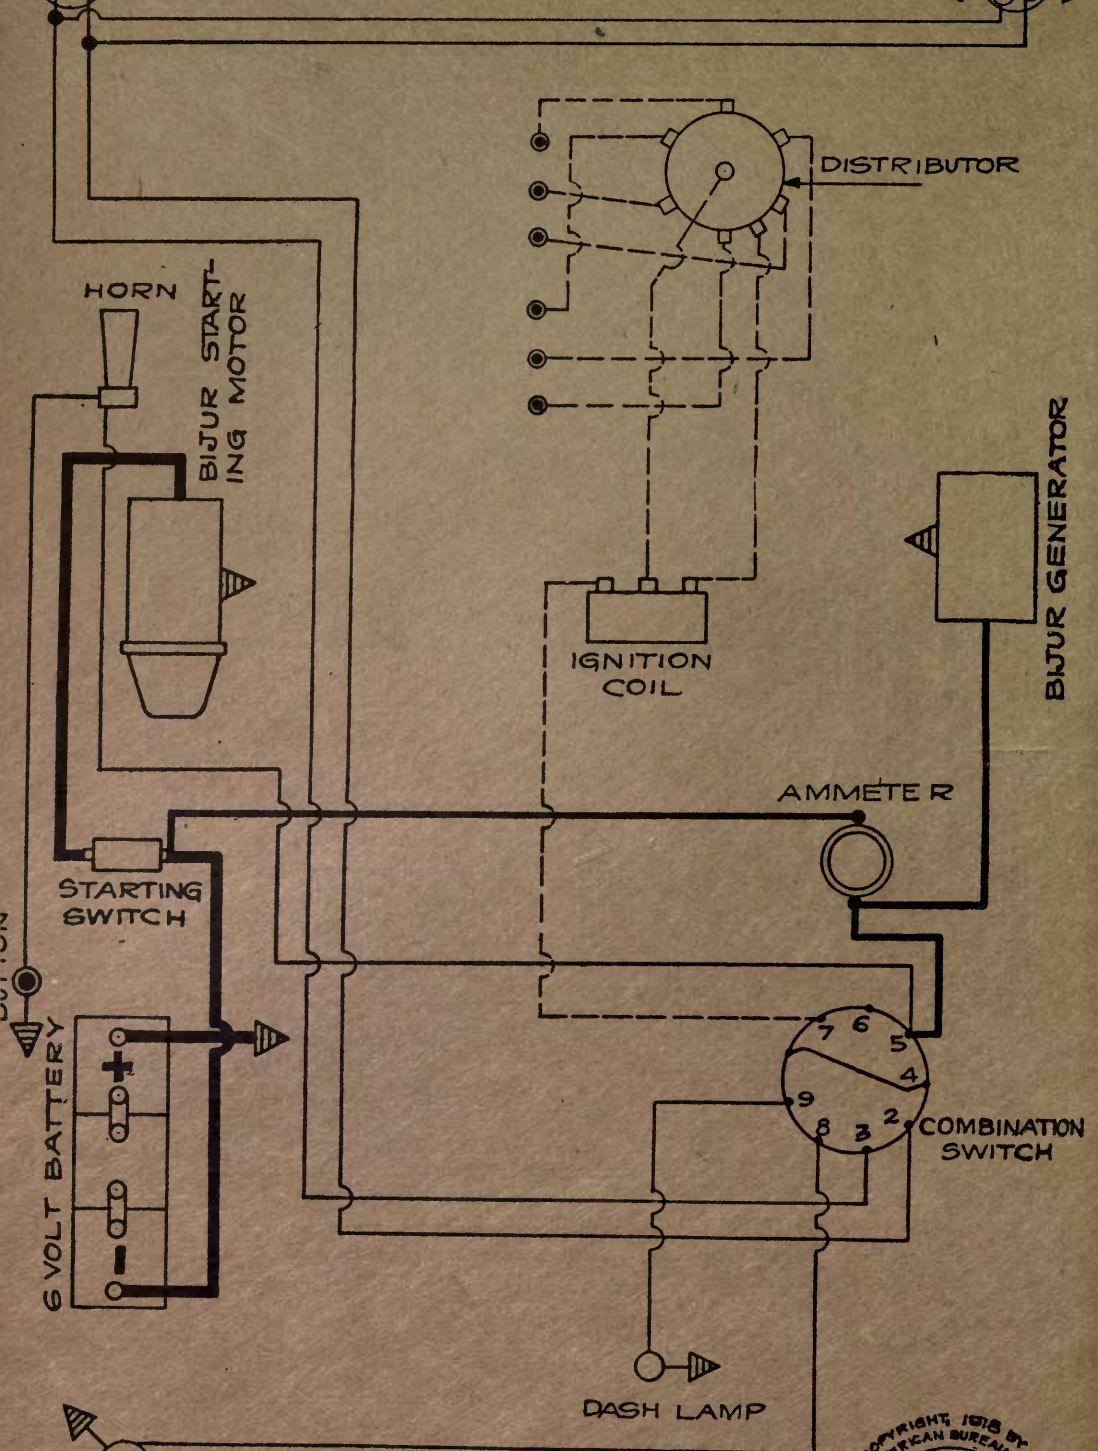 DISTRIBUTOR
HORN
BIJUR START-
ING MOTOR
BIJUR GENERATOR
IGNITION
COIL
AMMETER
STARTING
SWITCH
6 VOLT BATTERY
+
-
7
6
5
4
9
8
3
2
COMBINATION
SWITCH
DASH LAMP
COPYRIGHT, 1918 BY